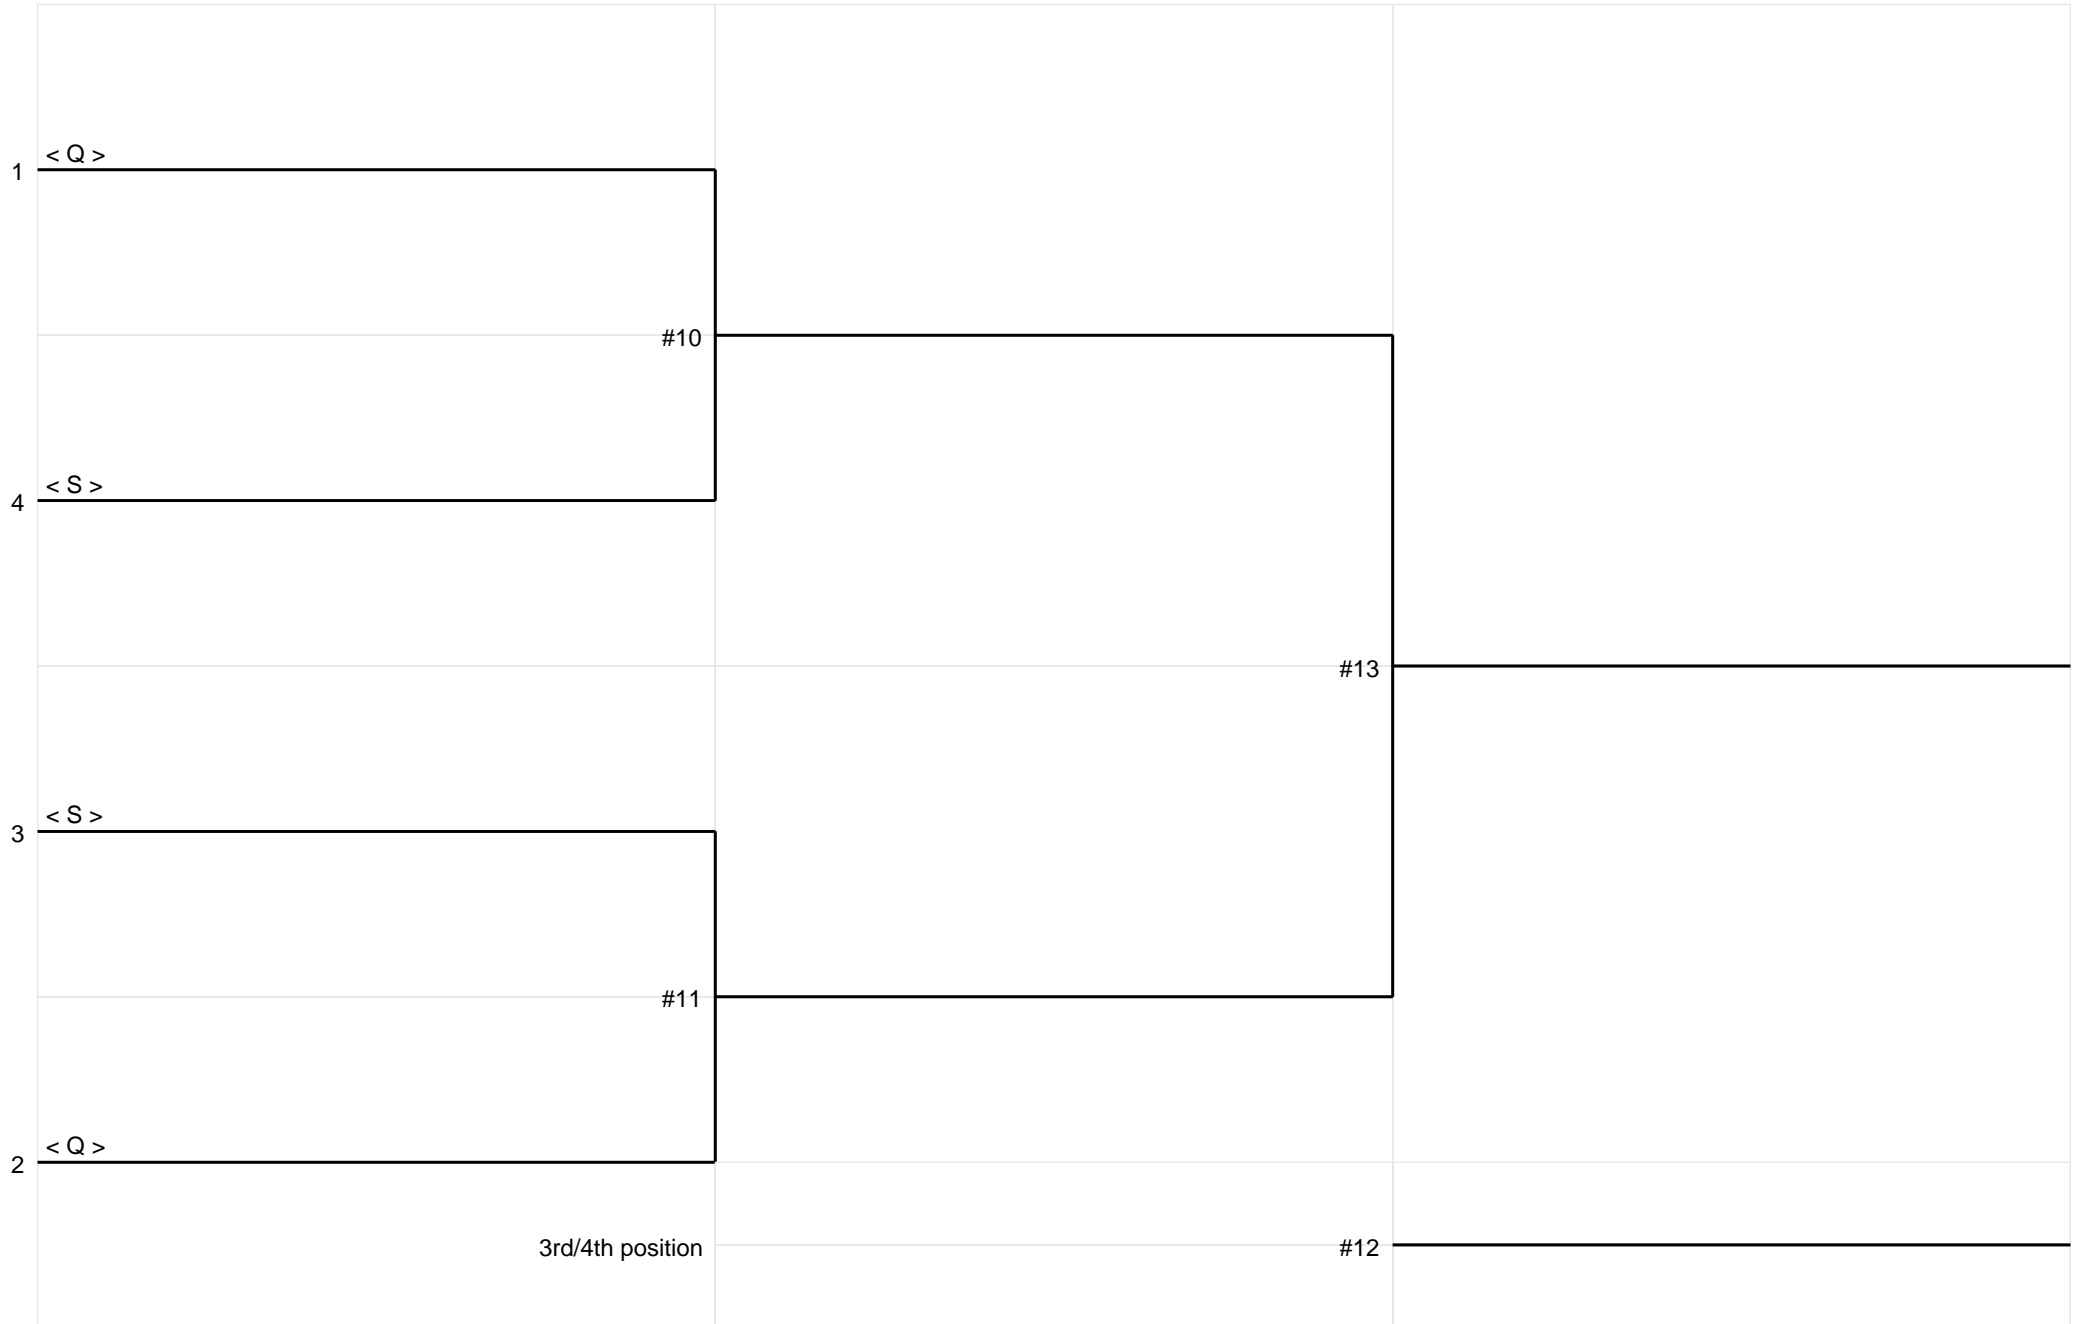 < Q >
1
#10
< S >
4
#13
< S >
3
#11
< Q >
2
3rd/4th position #12